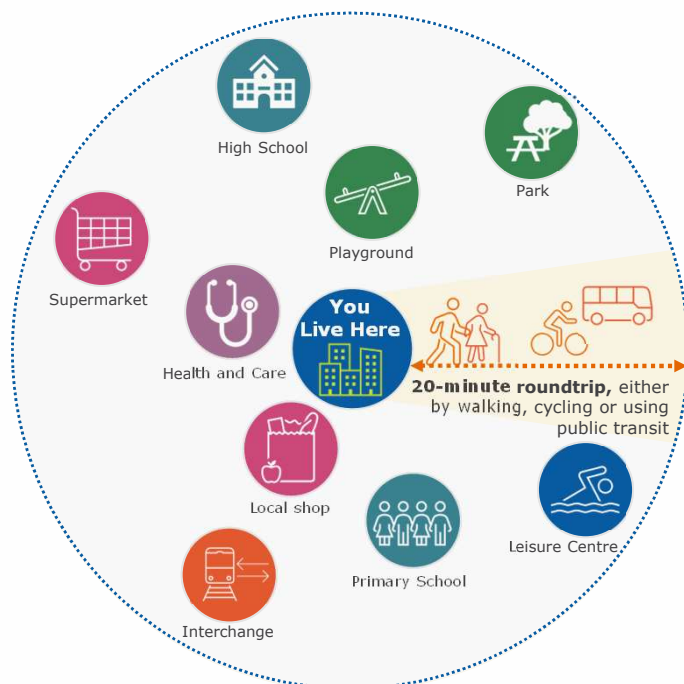 High School
Park
Playground
Supermarket
You
Live Here
Health and Care
20-minute roundtrip, either
by walking, cycling or using
public transit
Local shop
Leisure Centre
Primary School
Interchange